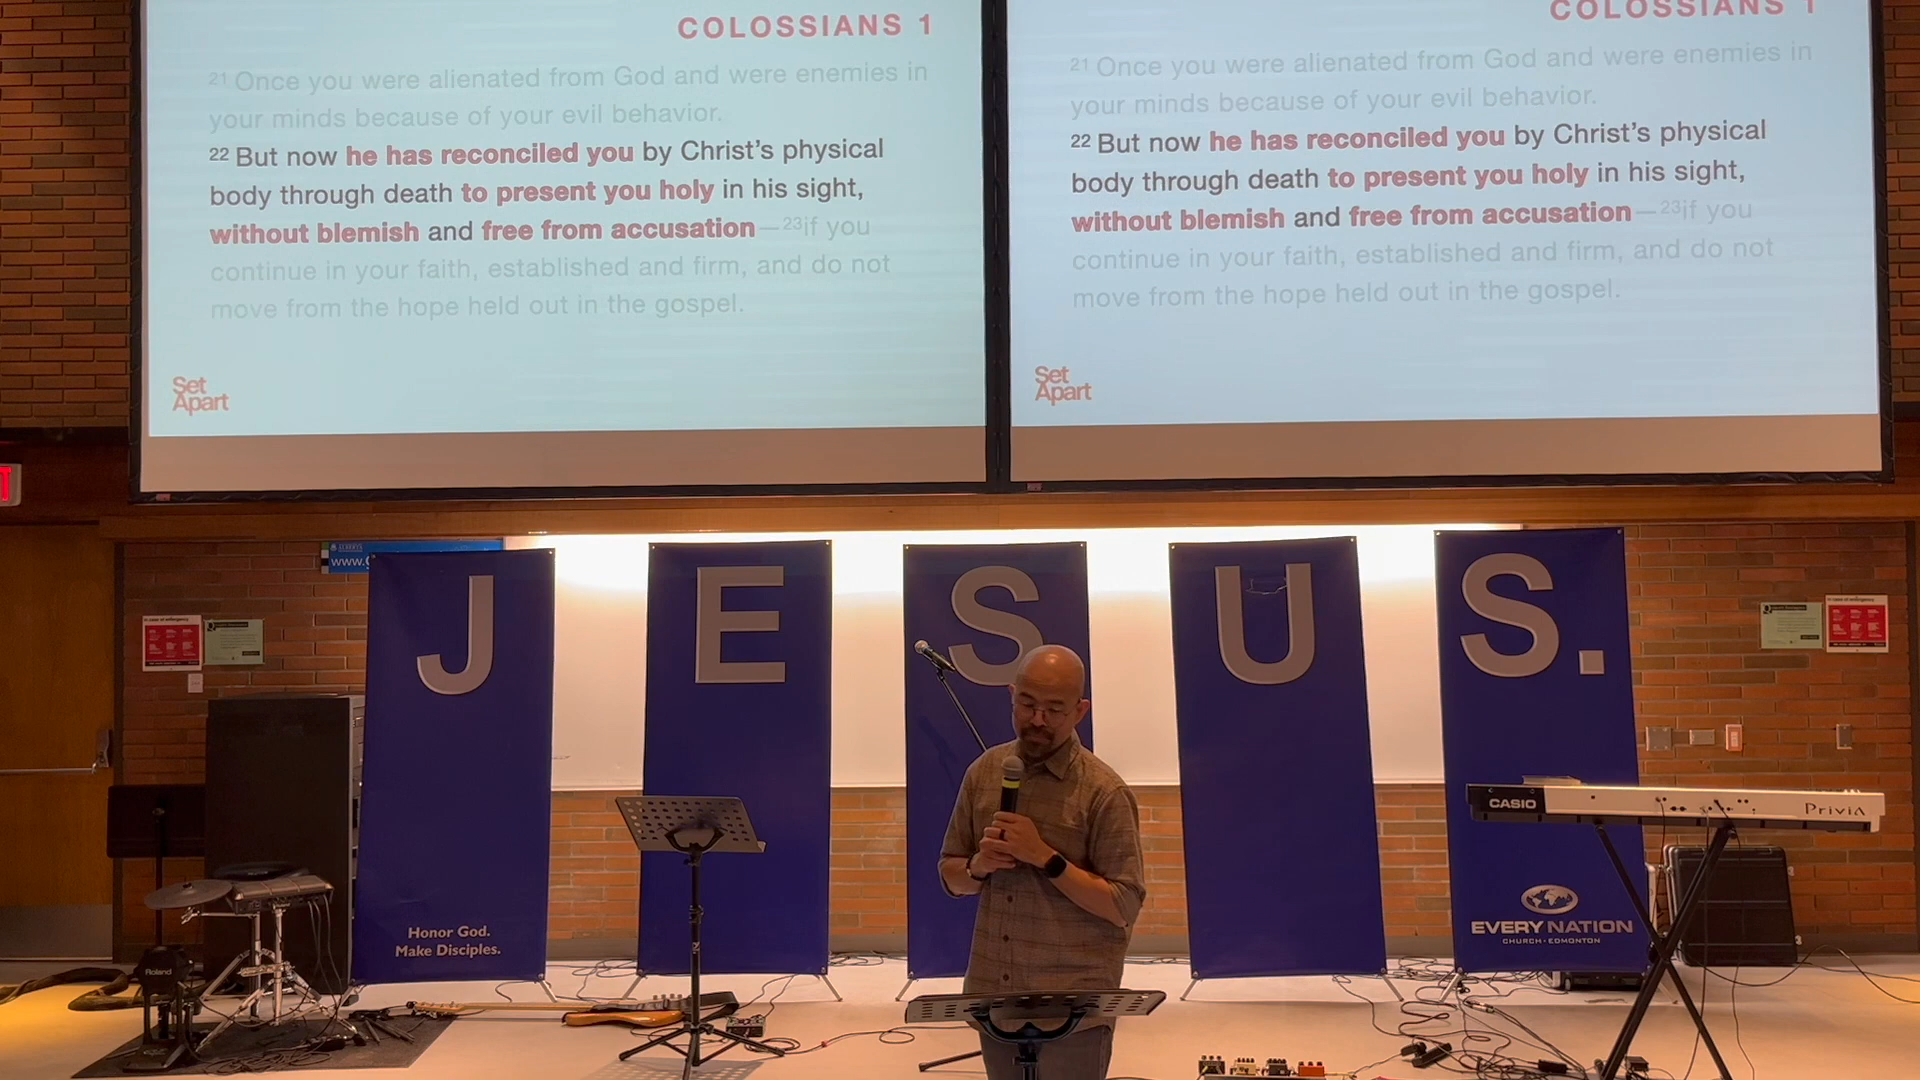 COLOSSIANS 1
21 Once you were alienated from God and were enemies in
your minds because of your evil behavior.
22 But now he has reconciled you by Christ's physical
body through death to present you holy in his sight,
without blemish and free from accusation—23if you
continue in your faith, established and firm, and do not
move from the hope held out in the gospel.
Set
Apart
COLOSSIANS 1
21 Once you were alienated from God and were enemies in
your minds because of your evil behavior.
22 But now he has reconciled you by Christ's physical
body through death to present you holy in his sight,
without blemish and free from accusation—23if you
continue in your faith, established and firm, and do not
move from the hope held out in the gospel.
Set
Apart
www.
J E S U S.
CASIO
Privia
Honor God.
Make Disciples.
EVERY NATION
CHURCH · EDMONTON
Roland